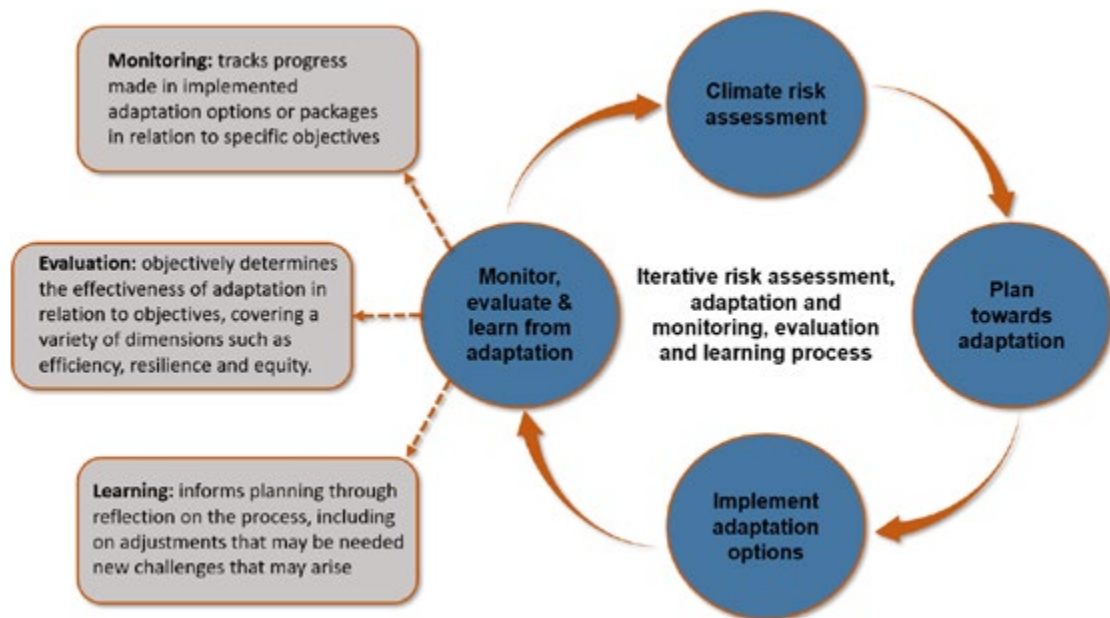 Monitoring: tracks progress
made in implemented
adaptation options or packages
in relation to specific objectives
Evaluation: objectively determines
the effectiveness of adaptation in
relation to objectives, covering a
variety of dimensions such as
efficiency, resilience and equity.
Learning: informs planning through
reflection on the process, including
on adjustments that may be needed
new challenges that may arise
Climate risk
assessment
Monitor,
evaluate &
learn from
adaptation
Iterative risk assessment,
adaptation and
monitoring, evaluation
and learning process
Plan
towards
adaptation
Implement
adaptation
options